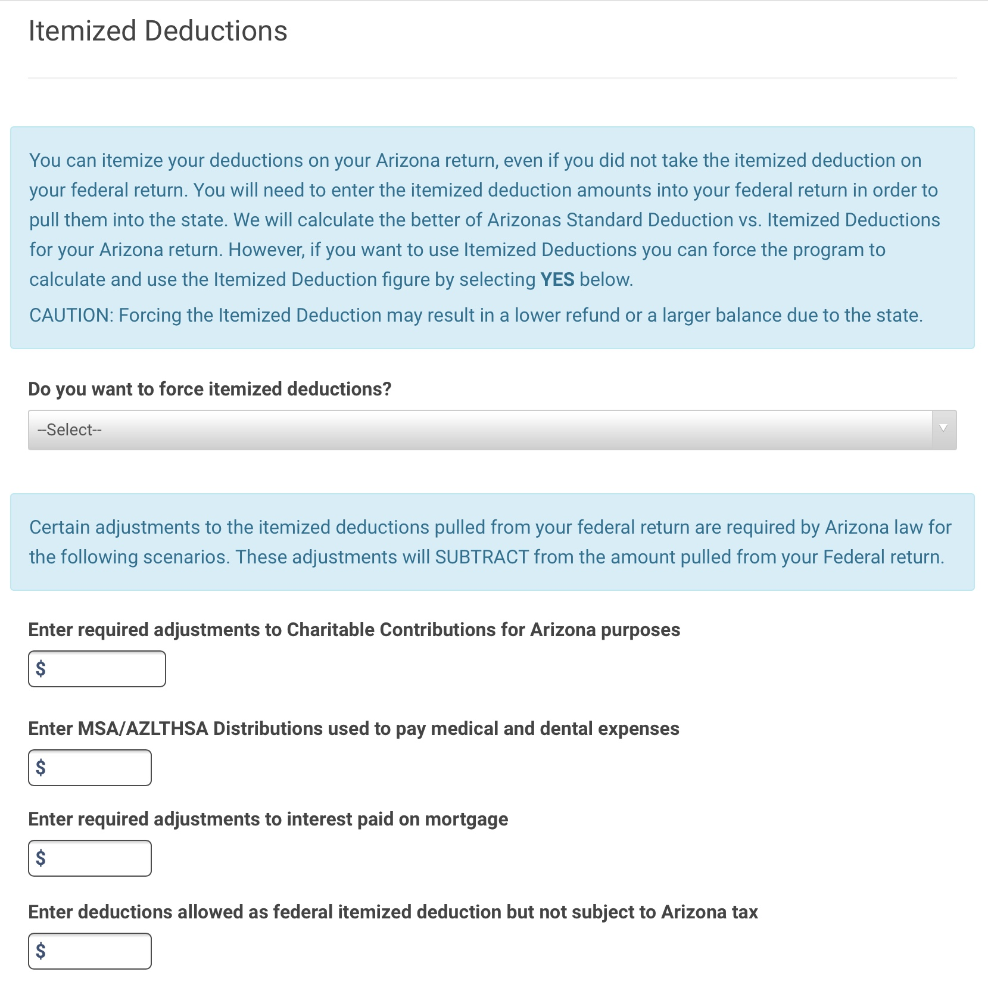 Itemized Deductions
You can itemize your deductions on your Arizona return, even if you did not take the itemized deduction on
your federal return. You will need to enter the itemized deduction amounts into your federal return in order to
pull them into the state. We will calculate the better of Arizonas Standard Deduction vs. Itemized Deductions
for your Arizona return. However, if you want to use Itemized Deductions you can force the program to
calculate and use the Itemized Deduction figure by selecting YES below.
CAUTION: Forcing the Itemized Deduction may result in a lower refund or a larger balance due to the state.
Do you want to force itemized deductions?
--Select--
Certain adjustments to the itemized deductions pulled from your federal return are required by Arizona law for
the following scenarios. These adjustments will SUBTRACT from the amount pulled from your Federal return.
Enter required adjustments to Charitable Contributions for Arizona purposes
$
Enter MSA/AZLTHSA Distributions used to pay medical and dental expenses
$
Enter required adjustments to interest paid on mortgage
$
Enter deductions allowed as federal itemized deduction but not subject to Arizona tax
$